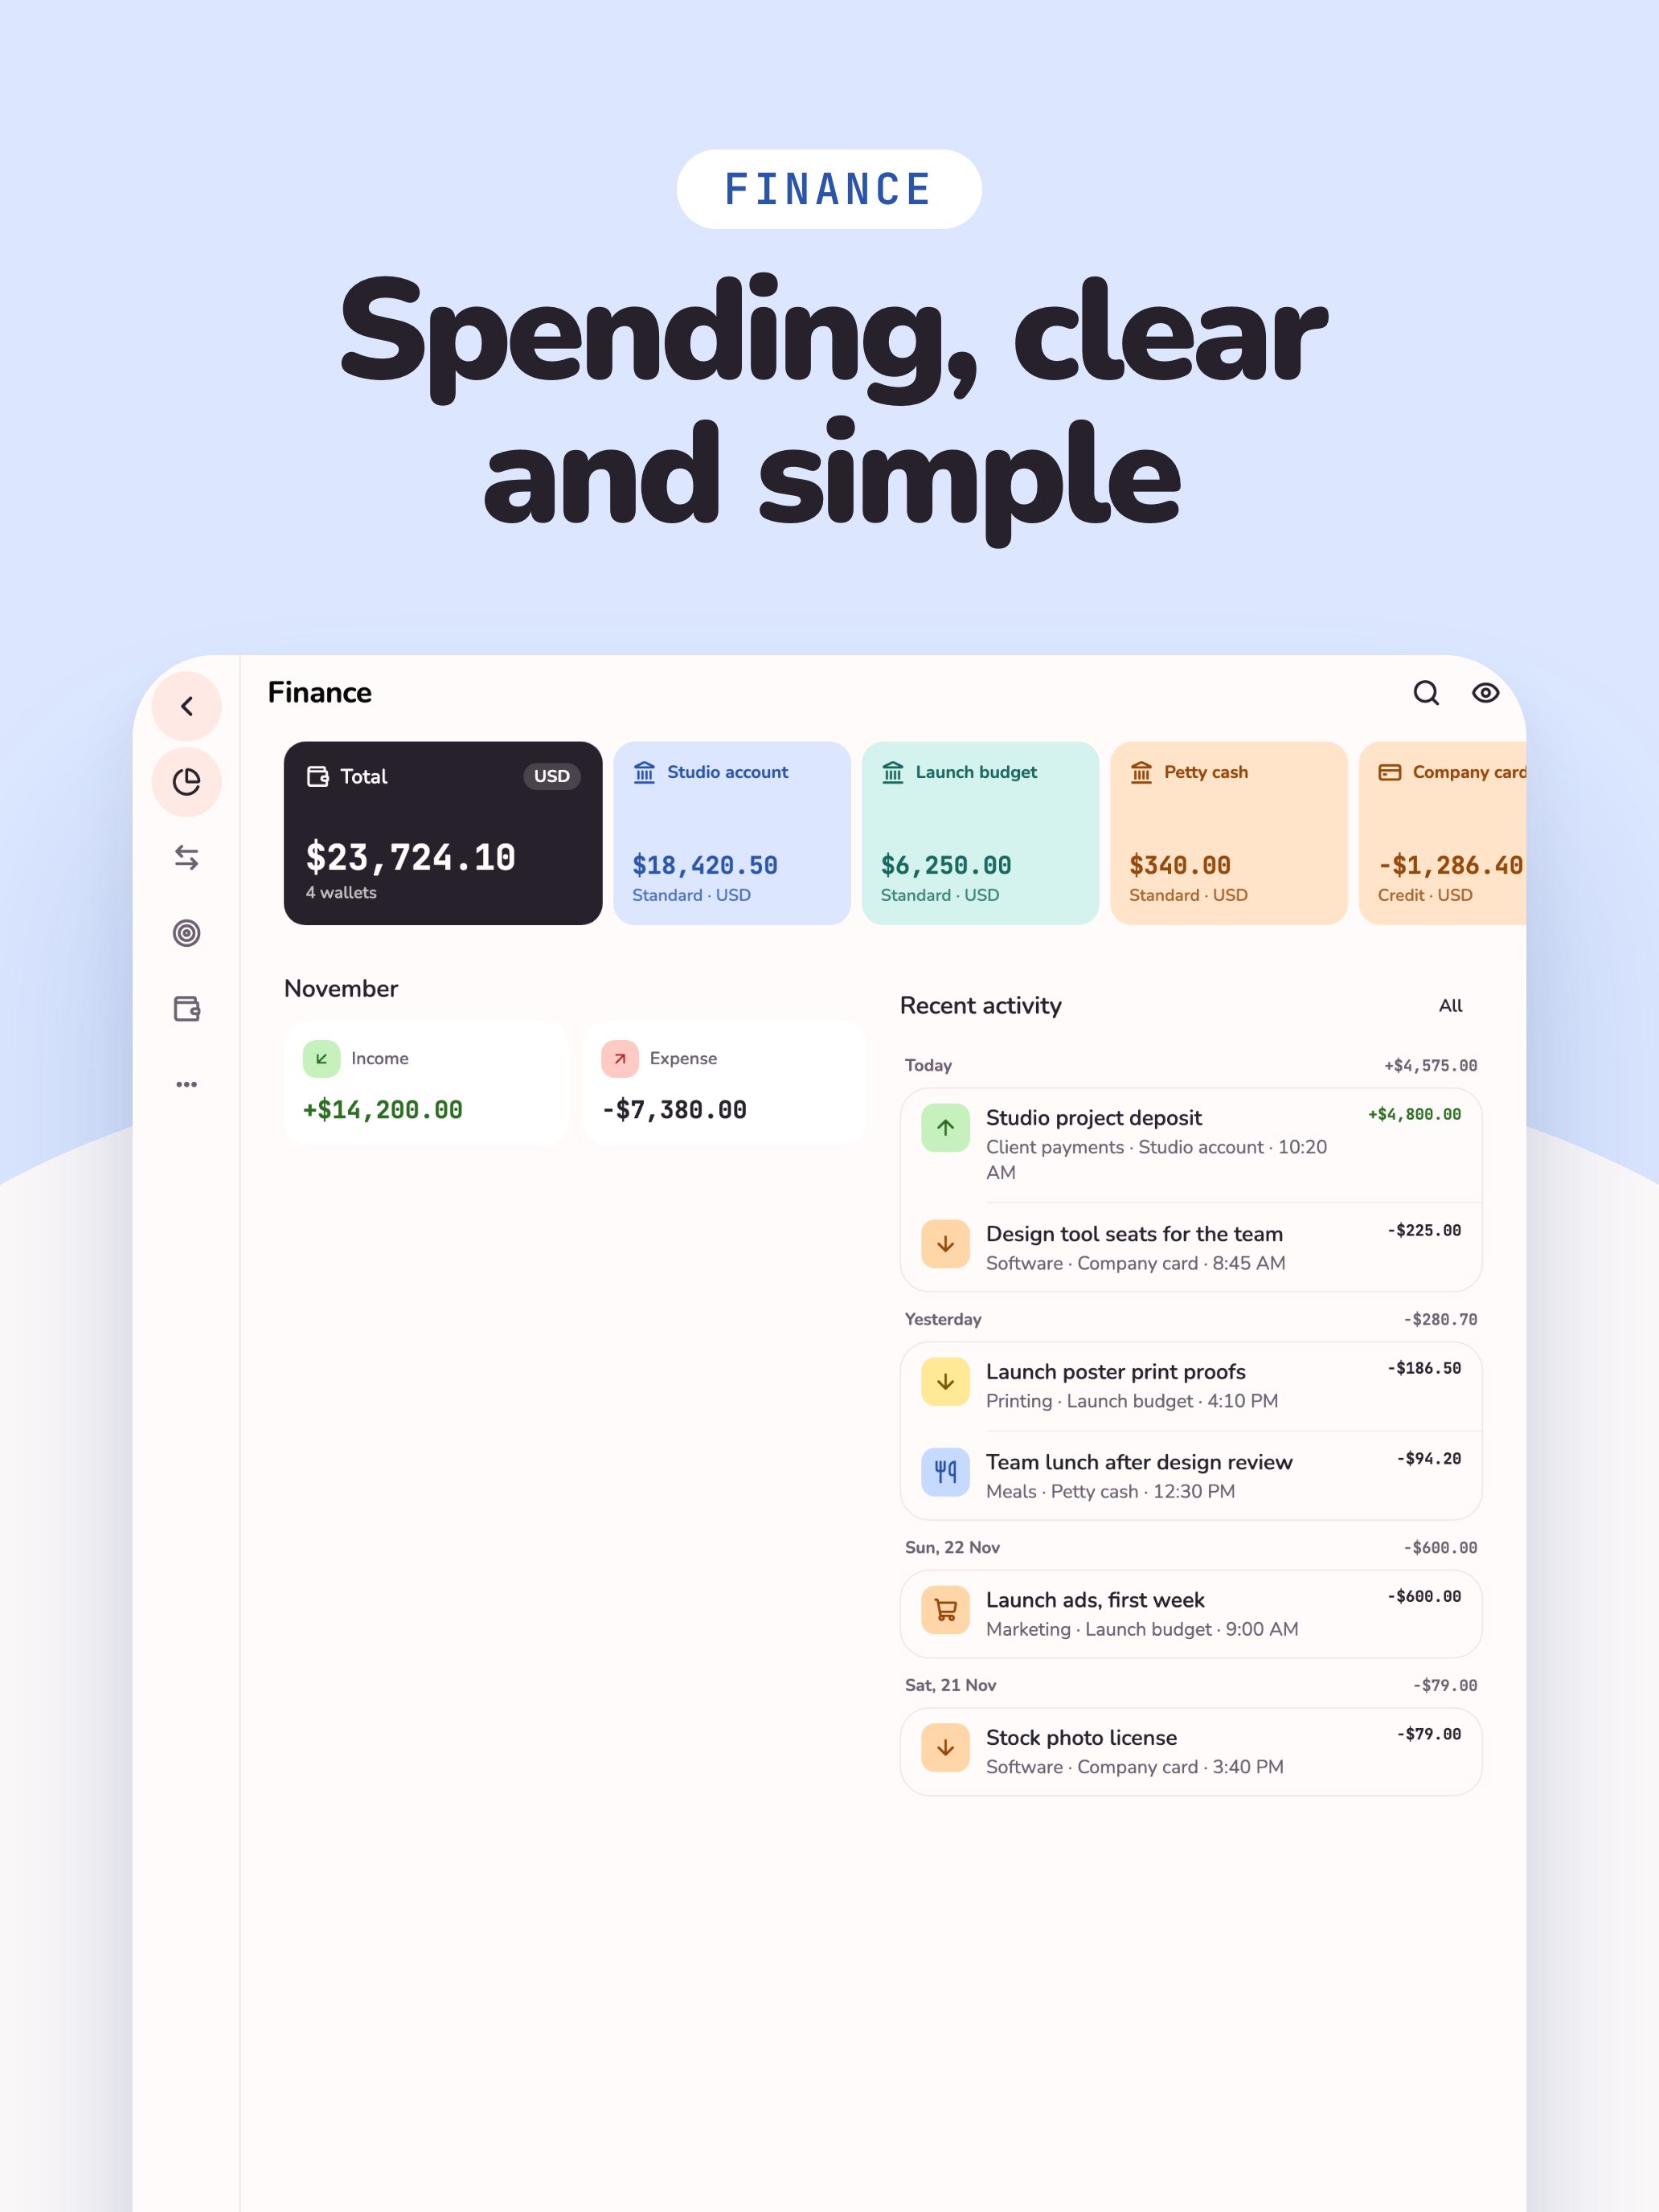 FINANCE
Spending, clear
and simple
Finance
Total
USD
$23,724.10
4 wallets
Studio account
$18,420.50
Standard · USD
Launch budget
$6,250.00
Standard · USD
Petty cash
$340.00
Standard · USD
Company card
-$1,286.40
Credit · USD
November
Income
+$14,200.00
Expense
-$7,380.00
Recent activity
All
Today
+$4,575.00
Studio project deposit
+$4,800.00
Client payments · Studio account · 10:20
AM
Design tool seats for the team
-$225.00
Software · Company card · 8:45 AM
Yesterday
-$280.70
Launch poster print proofs
-$186.50
Printing · Launch budget · 4:10 PM
Team lunch after design review
-$94.20
Meals · Petty cash · 12:30 PM
Sun, 22 Nov
-$600.00
Launch ads, first week
-$600.00
Marketing · Launch budget · 9:00 AM
Sat, 21 Nov
-$79.00
Stock photo license
-$79.00
Software · Company card · 3:40 PM